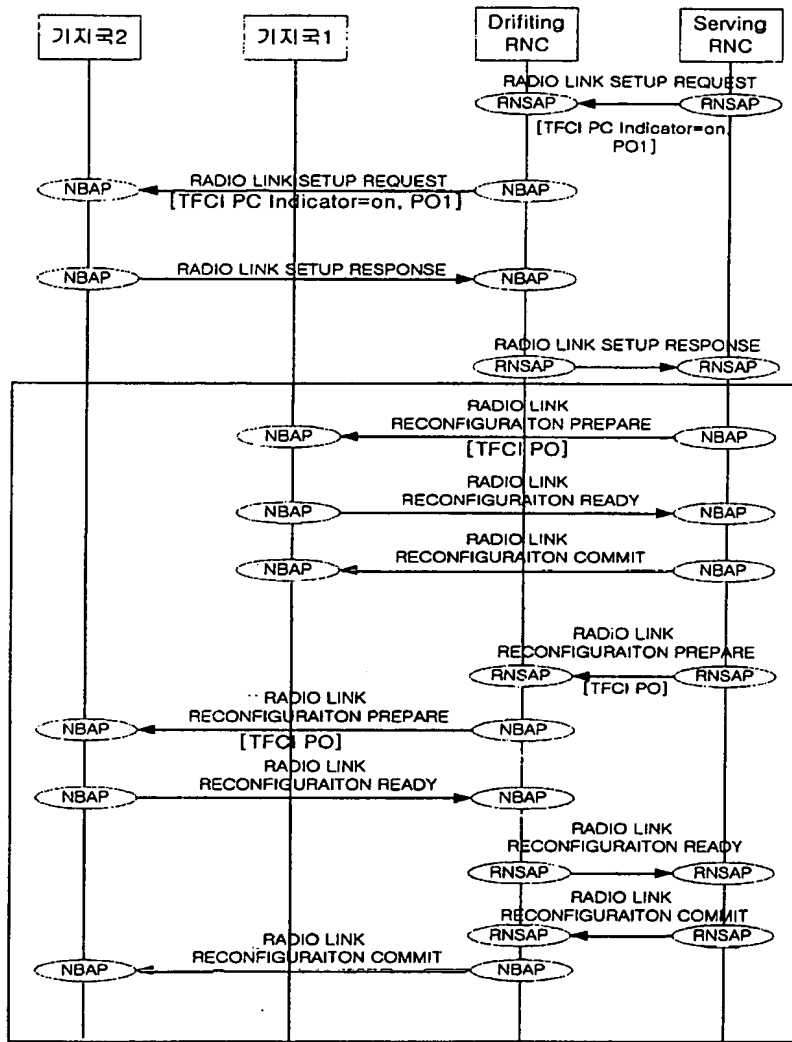 기지국2
기지국1
Drifiting
RNC
Serving
RNC
RADIO LINK SETUP REQUEST
RNSAP
RNSAP
[TFCI PC Indicator=on,
PO1]
NBAP
RADIO LINK SETUP REQUEST
NBAP
[TFCI PC Indicator=on, PO1]
NBAP
RADIO LINK SETUP RESPONSE
NBAP
RADIO LINK SETUP RESPONSE
RNSAP
RNSAP
RADIO LINK
RECONFIGURAITON PREPARE
NBAP
NBAP
[TFCI PO]
RADIO LINK
RECONFIGURAITON READY
NBAP
NBAP
RADIO LINK
RECONFIGURAITON COMMIT
NBAP
NBAP
RADIO LINK
RECONFIGURAITON PREPARE
RNSAP
RNSAP
[TFCI PO]
RADIO LINK
RECONFIGURAITON PREPARE
NBAP
NBAP
[TFCI PO]
RADIO LINK
RECONFIGURAITON READY
NBAP
NBAP
RADIO LINK
RECONFIGURAITON READY
RNSAP
RNSAP
RADIO LINK
RECONFIGURAITON COMMIT
RNSAP
RNSAP
RADIO LINK
RECONFIGURAITON COMMIT
NBAP
NBAP